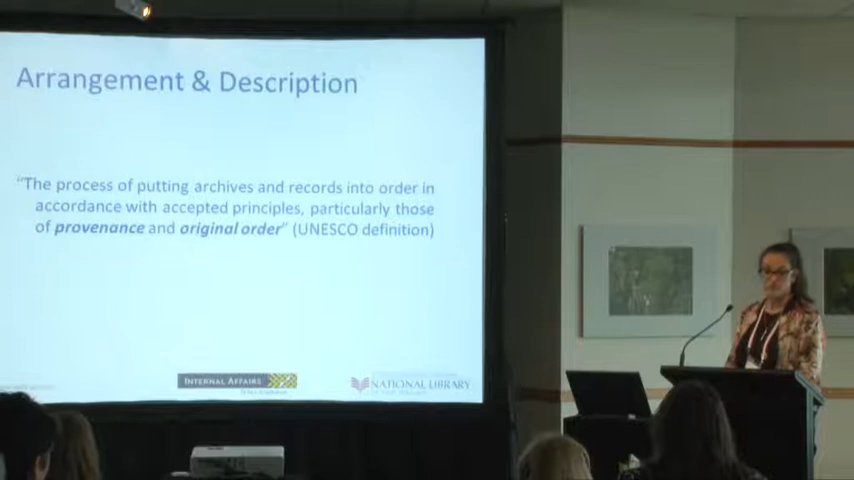 Arrangement & Description
“The process of putting archives and records into order in
accordance with accepted principles, particularly those
of provenance and original order” (UNESCO definition)
INTERNAL AFFAIRS
NATIONAL LIBRARY